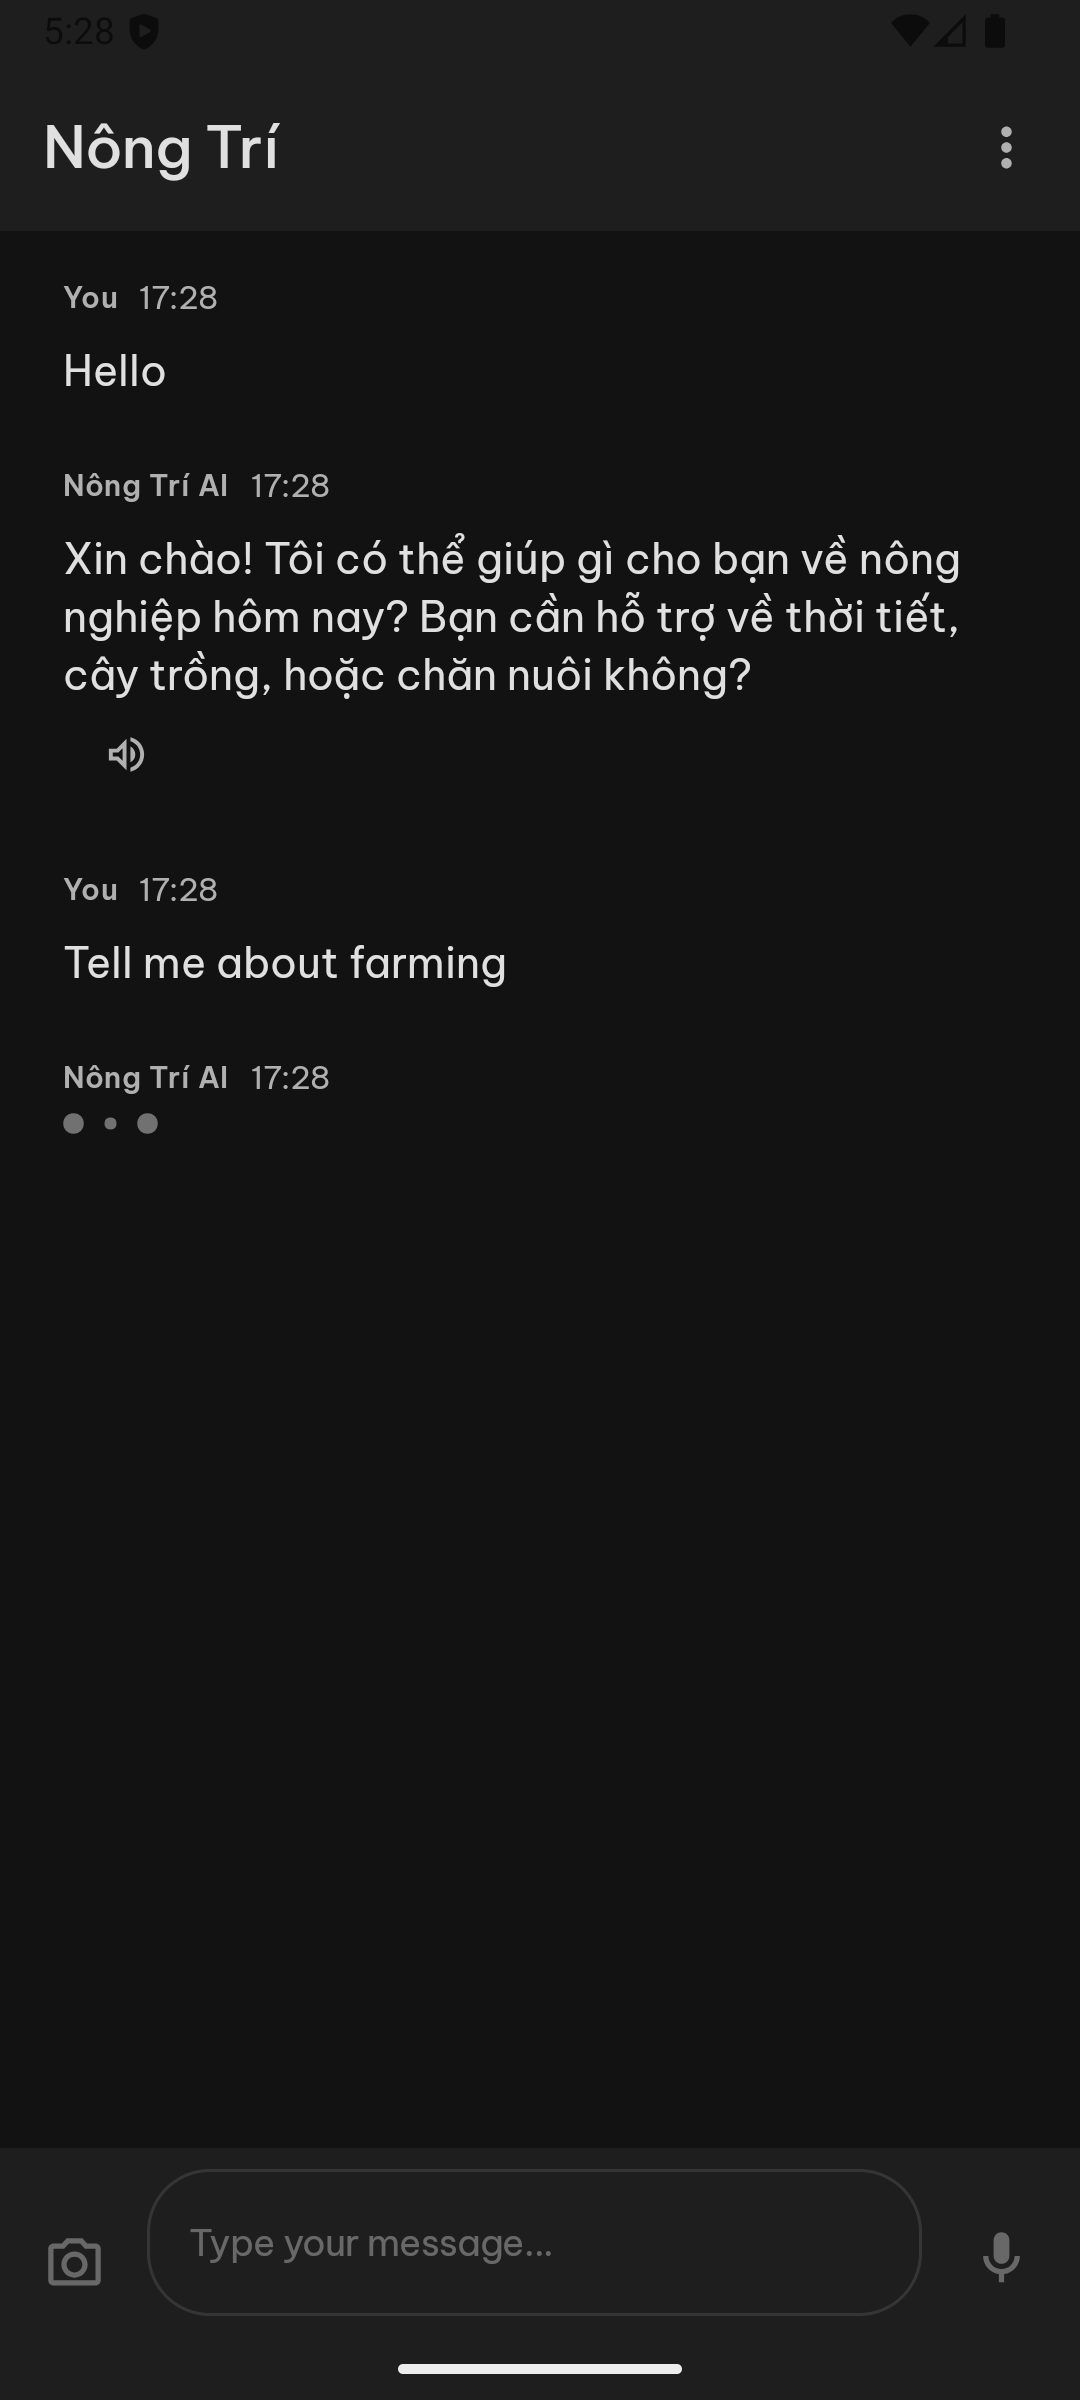 5:28
Nông Trí
You 17:28
Hello
Nông Trí AI 17:28
Xin chào! Tôi có thể giúp gì cho bạn về nông
nghiệp hôm nay? Bạn cần hỗ trợ về thời tiết,
cây trồng, hoặc chăn nuôi không?
You 17:28
Tell me about farming
Nông Trí AI 17:28
Type your message...